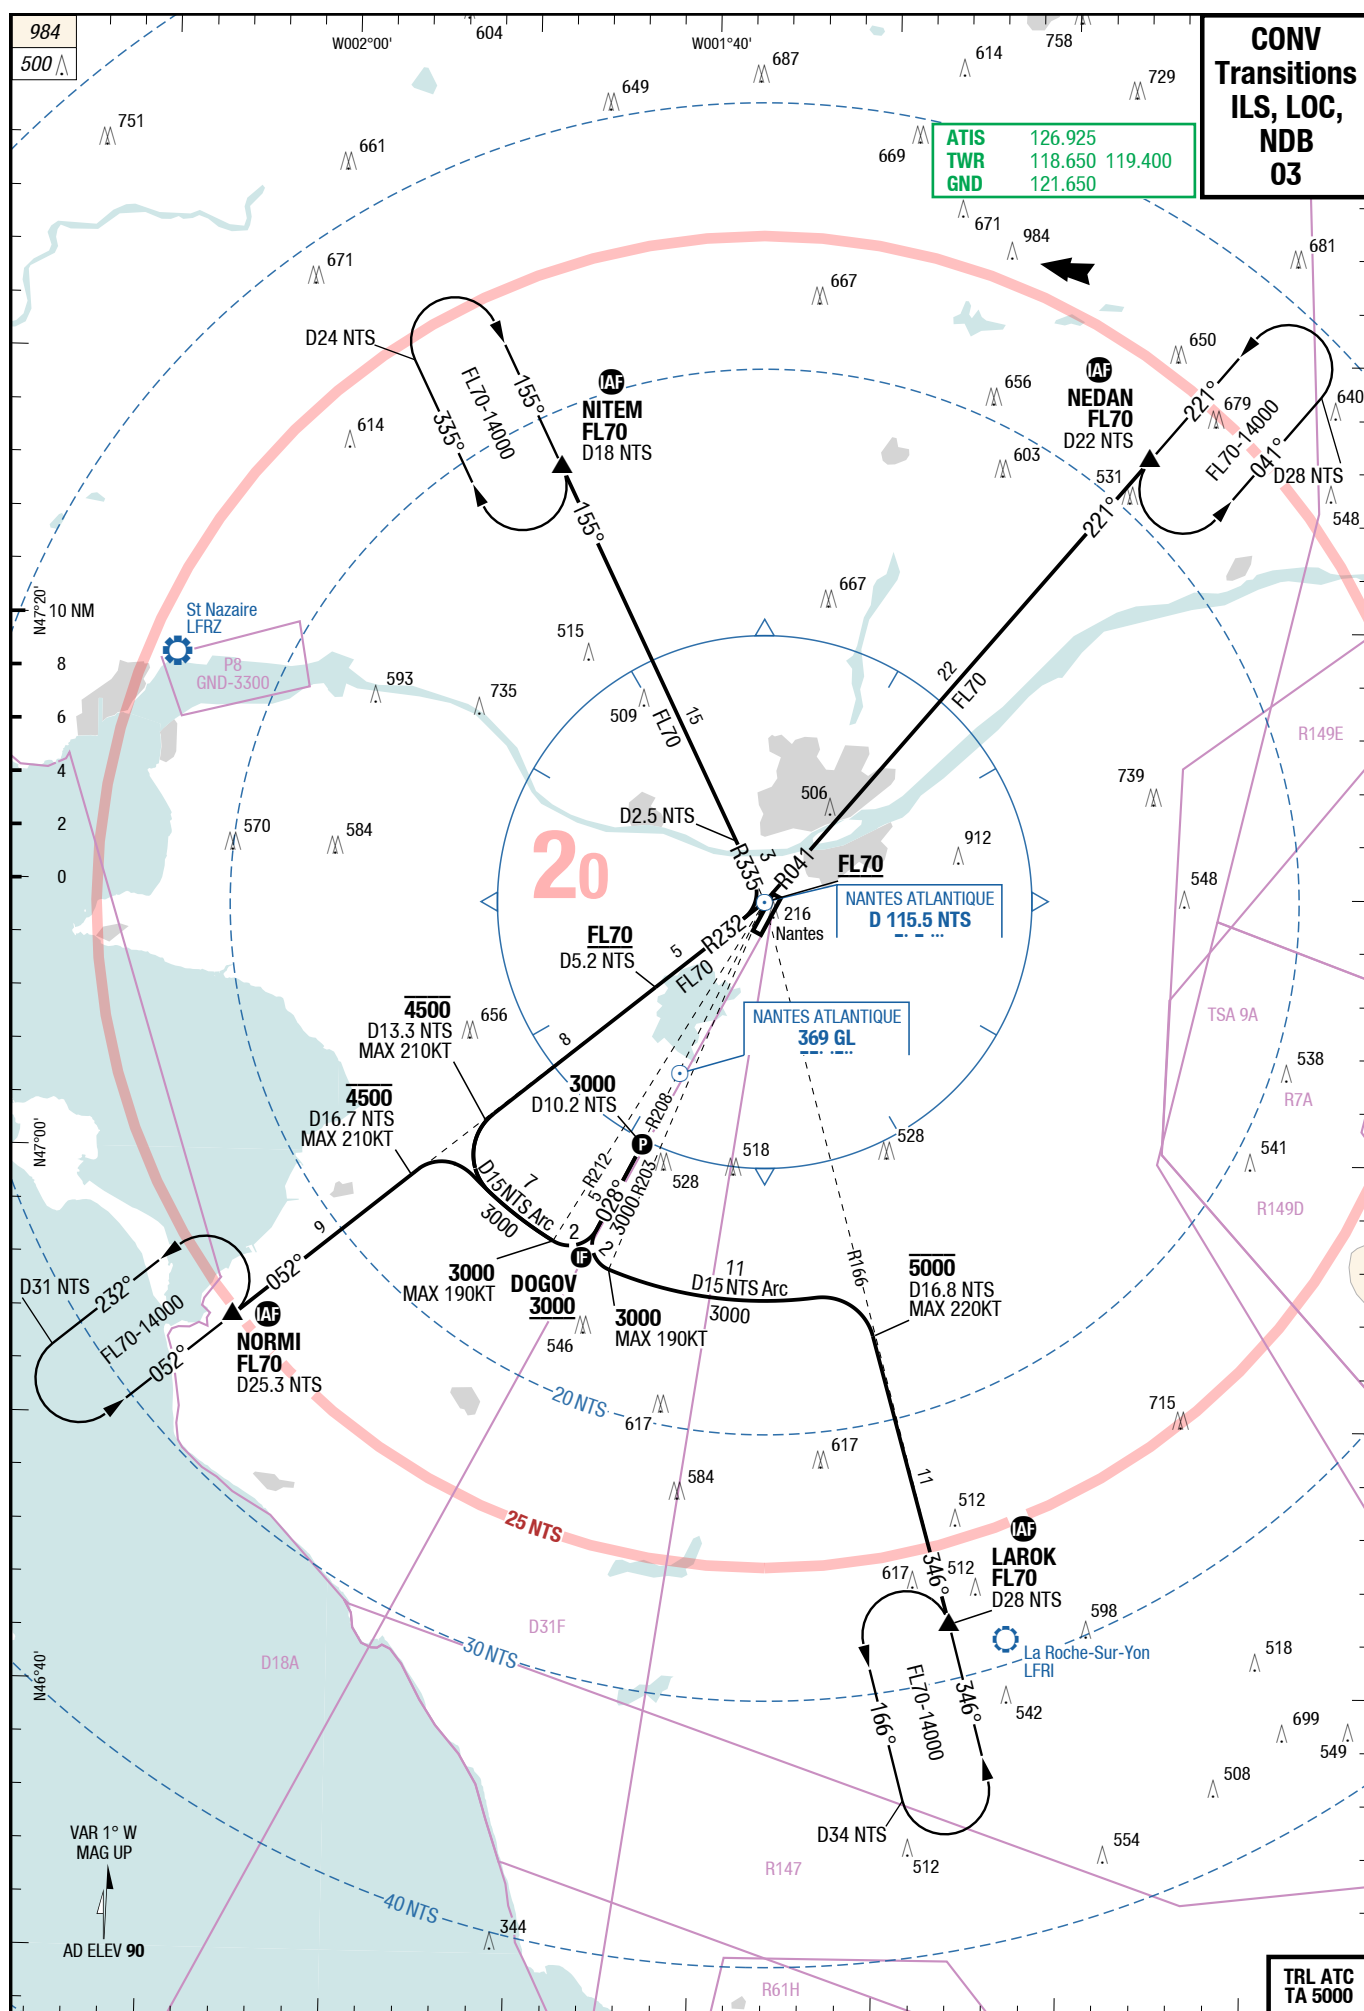 984
500
604
W002°00'
W001°40'
687
614
758
729
CONV
Transitions
ILS, LOC,
NDB
03
751
649
661
669
ATIS 126.925
TWR 118.650 119.400
GND 121.650
671
984
681
671
667
D24 NTS
FL70-14000
155°
335°
IAF
NITEM
FL70
D18 NTS
614
155°
650
656
IAF
NEDAN
FL70
D22 NTS
221°
679
640
FL70-14000
041°
D28 NTS
603
531
548
221°
N47°20'
10 NM
8
6
4
2
0
St Nazaire
LFRZ
P8
GND-3300
593
735
515
509
667
15
FL70
22
FL70
R149E
739
506
D2.5 NTS
570
584
20
R335
3
R041
912
FL70
548
NANTES ATLANTIQUE
D 115.5 NTS
216
Nantes
R232
5
FL70
FL70
D5.2 NTS
4500
D13.3 NTS
MAX 210KT
656
8
NANTES ATLANTIQUE
369 GL
TSA 9A
538
R7A
4500
D16.7 NTS
MAX 210KT
3000
D10.2 NTS
P
R208
N47°00'
518
528
528
541
R149D
R212
R203
7
D15 NTS Arc
3000
5
028°
3000
2
2
9
052°
IF
DOGOV
3000
3000
MAX 190KT
3000
MAX 190KT
11
D15 NTS Arc
3000
R166
5000
D16.8 NTS
MAX 220KT
D31 NTS
232°
FL70-14000
052°
IAF
NORMI
FL70
D25.3 NTS
546
20 NTS
617
617
715
584
11
512
25 NTS
IAF
LAROK
FL70
D28 NTS
346°
617
512
598
La Roche-Sur-Yon
LFRI
518
D31F
30 NTS
D18A
N46°40'
FL70-14000
166°
346°
542
699
549
508
D34 NTS
554
512
R147
VAR 1° W
MAG UP
AD ELEV 90
40 NTS
344
R61H
TRL ATC
TA 5000